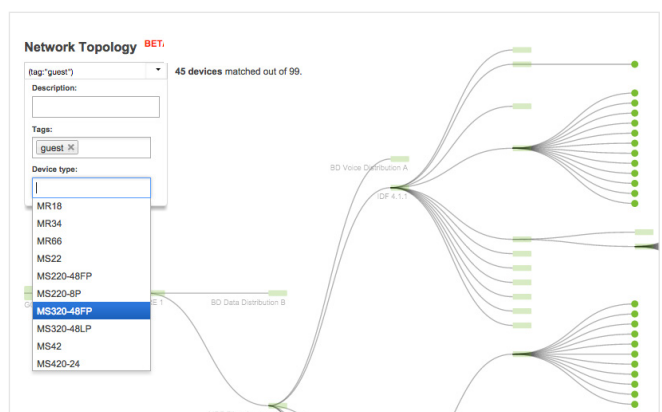 Network Topology BETA
(tag:"guest")
45 devices matched out of 99.
Description:
Tags:
guest ×
Device type:
MR18
MR34
MR66
MS22
MS220-48FP
MS220-8P
MS320-48FP
MS320-48LP
MS42
MS420-24
BD Voice Distribution A
IDF 4.1.1
E 1
BD Data Distribution B